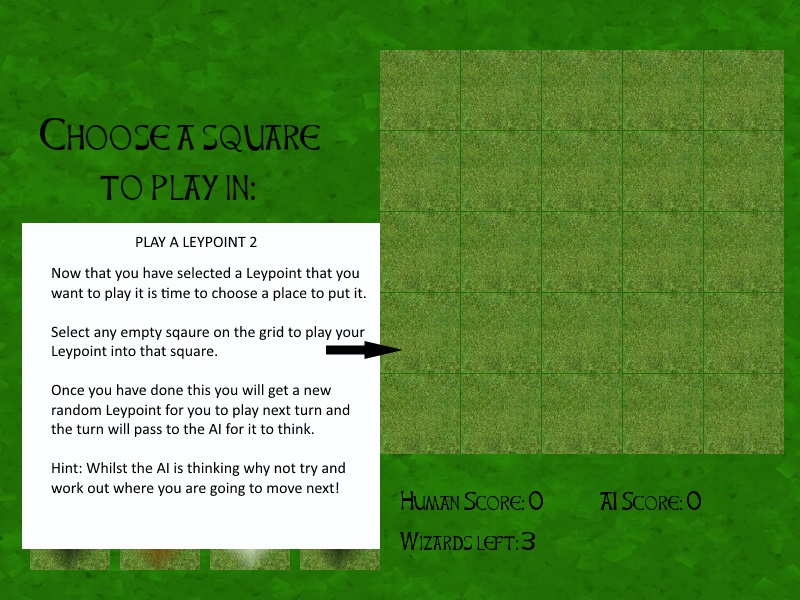 CHOOSE A SQUARE
TO PLAY IN:
PLAY A LEYPOINT 2
Now that you have selected a Leypoint that you
want to play it is time to choose a place to put it.
Select any empty sqaure on the grid to play your
Leypoint into that square.
Once you have done this you will get a new
random Leypoint for you to play next turn and
the turn will pass to the AI for it to think.
Hint: Whilst the AI is thinking why not try and
work out where you are going to move next!
HUMAN SCORE: 0 AI SCORE: 0
WIZARDS LEFT: 3